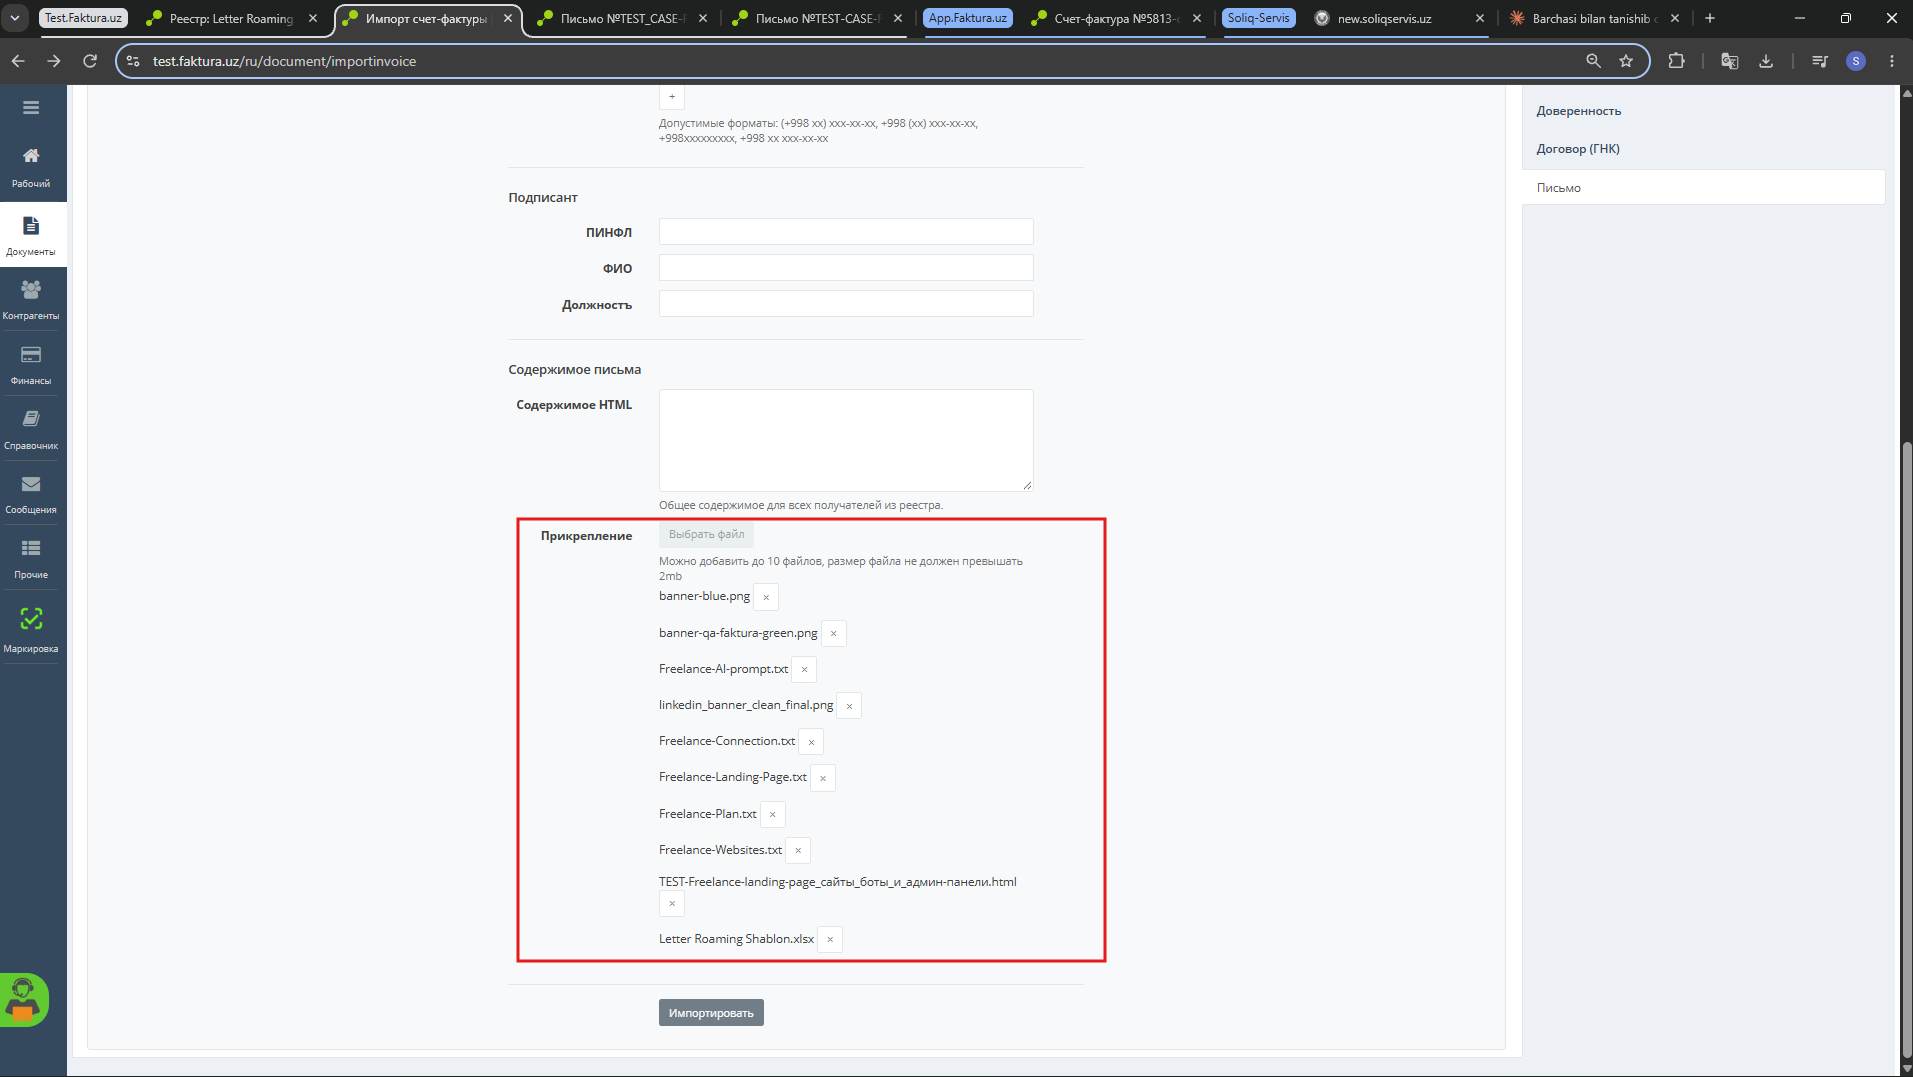 Test.Faktura.uz
Реестр: Letter Roaming
Импорт счет-фактуры
Письмо №TEST_CASE-
Письмо №TEST-CASE-
App.Faktura.uz
Счет-фактура №5813-
Soliq-Servis
new.soliqservis.uz
Barchasi bilan tanishib
test.faktura.uz/ru/document/importinvoice
S
Рабочий
Документы
Контрагенты
Финансы
Справочник
Сообщения
Прочие
Маркировка
+
Допустимые форматы: (+998 xx) xxx-xx-xx, +998 (xx) xxx-xx-xx,
+998xxxxxxxxx, +998 xx xxx-xx-xx
Подписант
ПИНФЛ
ФИО
Должностъ
Содержимое письма
Содержимое HTML
Общее содержимое для всех получателей из реестра.
Прикрепление
Выбрать файл
Можно добавить до 10 файлов, размер файла не должен превышать
2mb
banner-blue.png ×
banner-qa-faktura-green.png ×
Freelance-AI-prompt.txt ×
linkedin_banner_clean_final.png ×
Freelance-Connection.txt ×
Freelance-Landing-Page.txt ×
Freelance-Plan.txt ×
Freelance-Websites.txt ×
TEST-Freelance-landing-page_сайты_боты_и_админ-панели.html
×
Letter Roaming Shablon.xlsx ×
Импортировать
Доверенность
Договор (ГНК)
Письмо